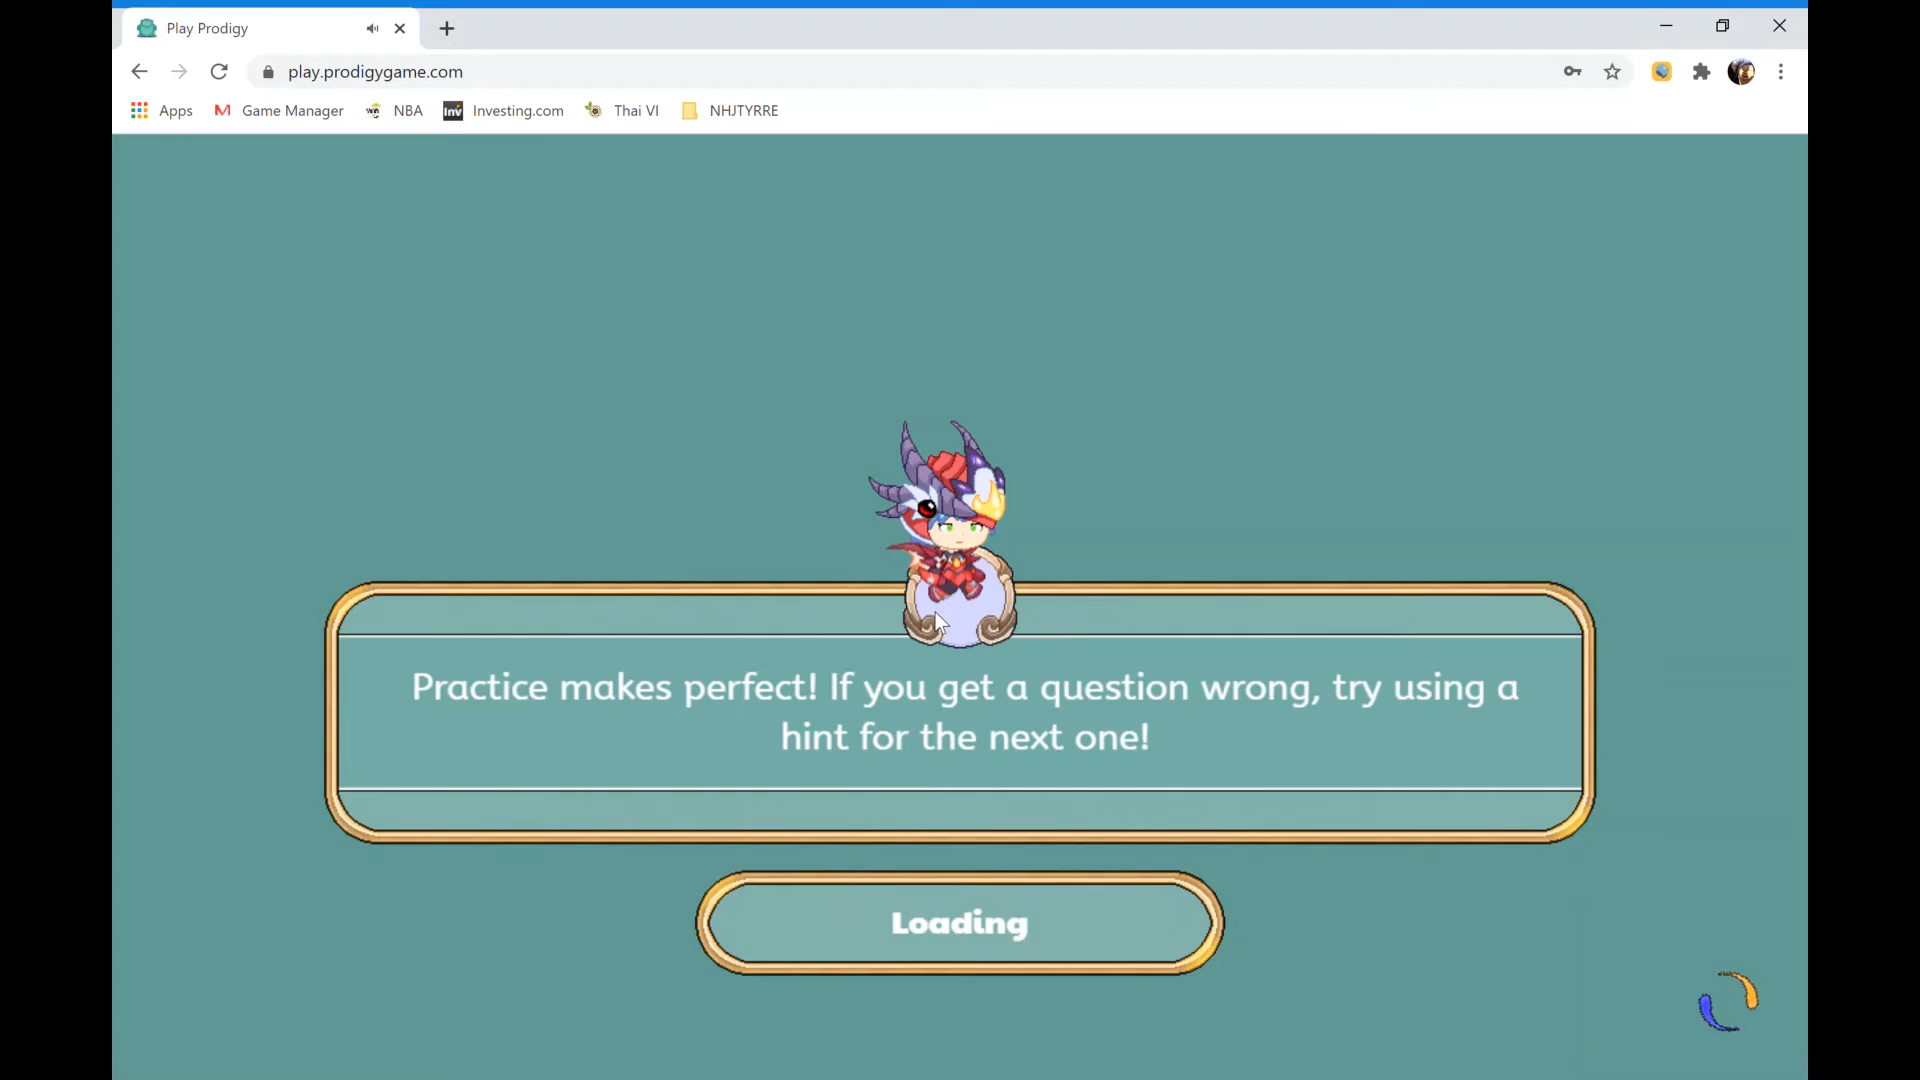 Play Prodigy
play.prodigygame.com
Apps
Game Manager
NBA
Inv
Investing.com
Thai VI
NHJTYRRE
Practice makes perfect! If you get a question wrong, try using a
hint for the next one!
Loading